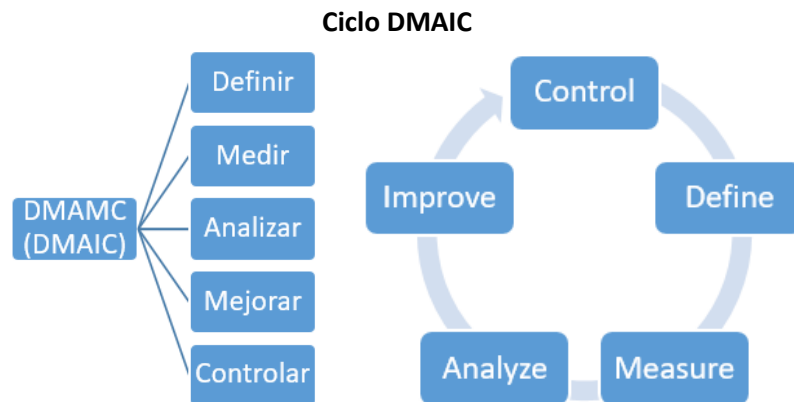 Ciclo DMAIC
DMAMC
(DMAIC)
Definir
Medir
Analizar
Mejorar
Controlar
Control
Define
Measure
Analyze
Improve